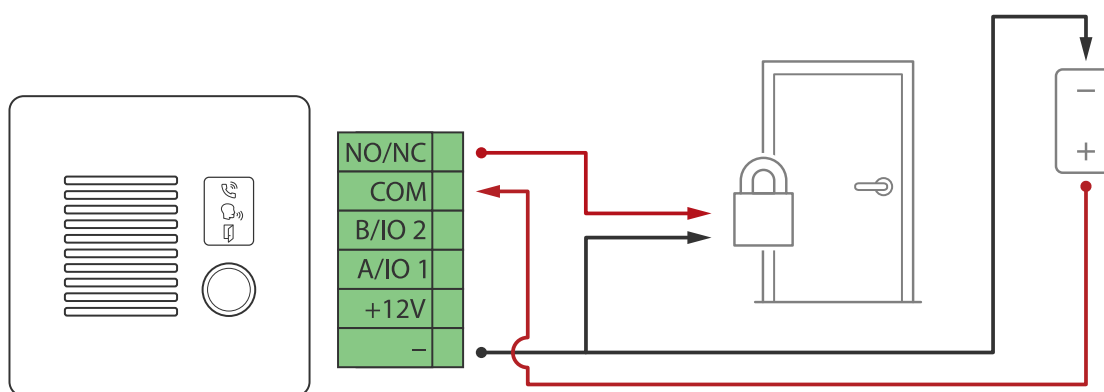 NO/NC
COM
B/IO 2
A/IO 1
+12V
–
–
+